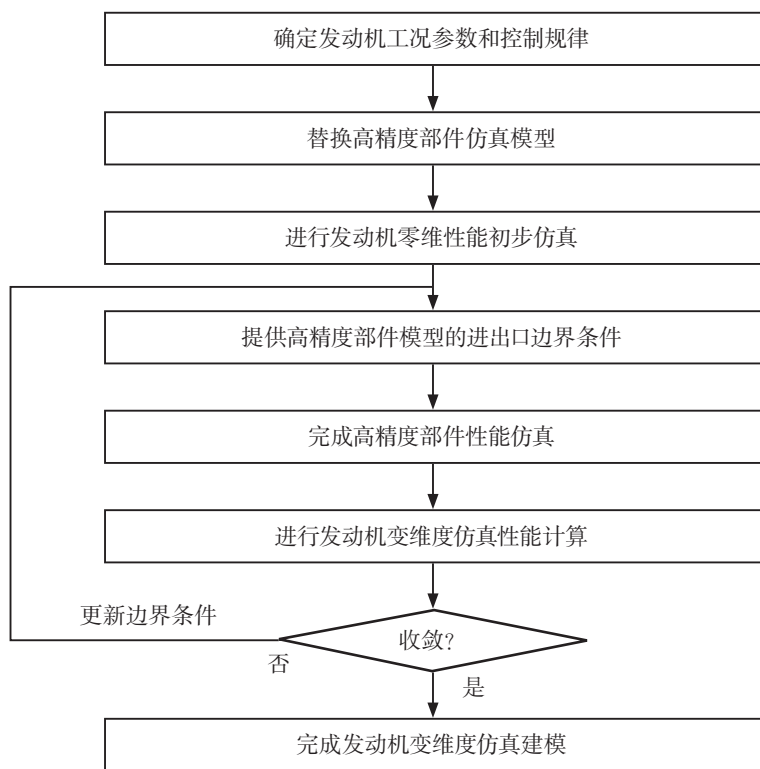 确定发动机工况参数和控制规律
替换高精度部件仿真模型
进行发动机零维性能初步仿真
提供高精度部件模型的进出口边界条件
完成高精度部件性能仿真
进行发动机变维度仿真性能计算
更新边界条件
收敛?
否
是
完成发动机变维度仿真建模